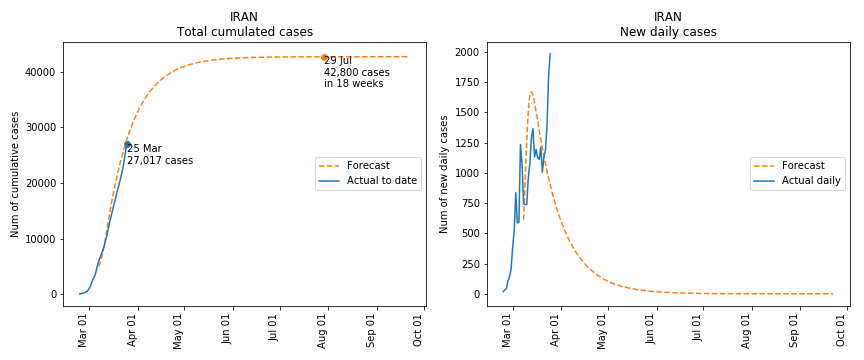 IRAN
Total cumulated cases
Num of cumulative cases
40000
30000
20000
10000
0
29 Jul
42,800 cases
in 18 weeks
25 Mar
27,017 cases
Forecast
Actual to date
Mar 01
Apr 01
May 01
Jun 01
Jul 01
Aug 01
Sep 01
Oct 01
IRAN
New daily cases
Num of new daily cases
2000
1750
1500
1250
1000
750
500
250
0
Forecast
Actual daily
Mar 01
Apr 01
May 01
Jun 01
Jul 01
Aug 01
Sep 01
Oct 01